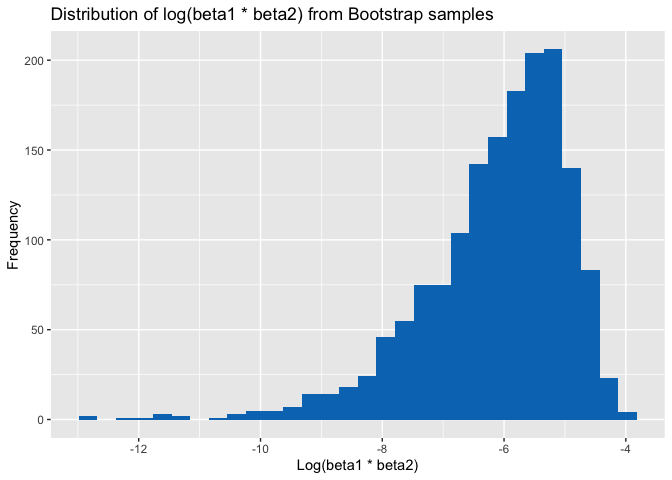 Distribution of log(beta1 * beta2) from Bootstrap samples
Frequency
200
150
100
50
0
-12 -10 -8 -6 -4
Log(beta1 * beta2)